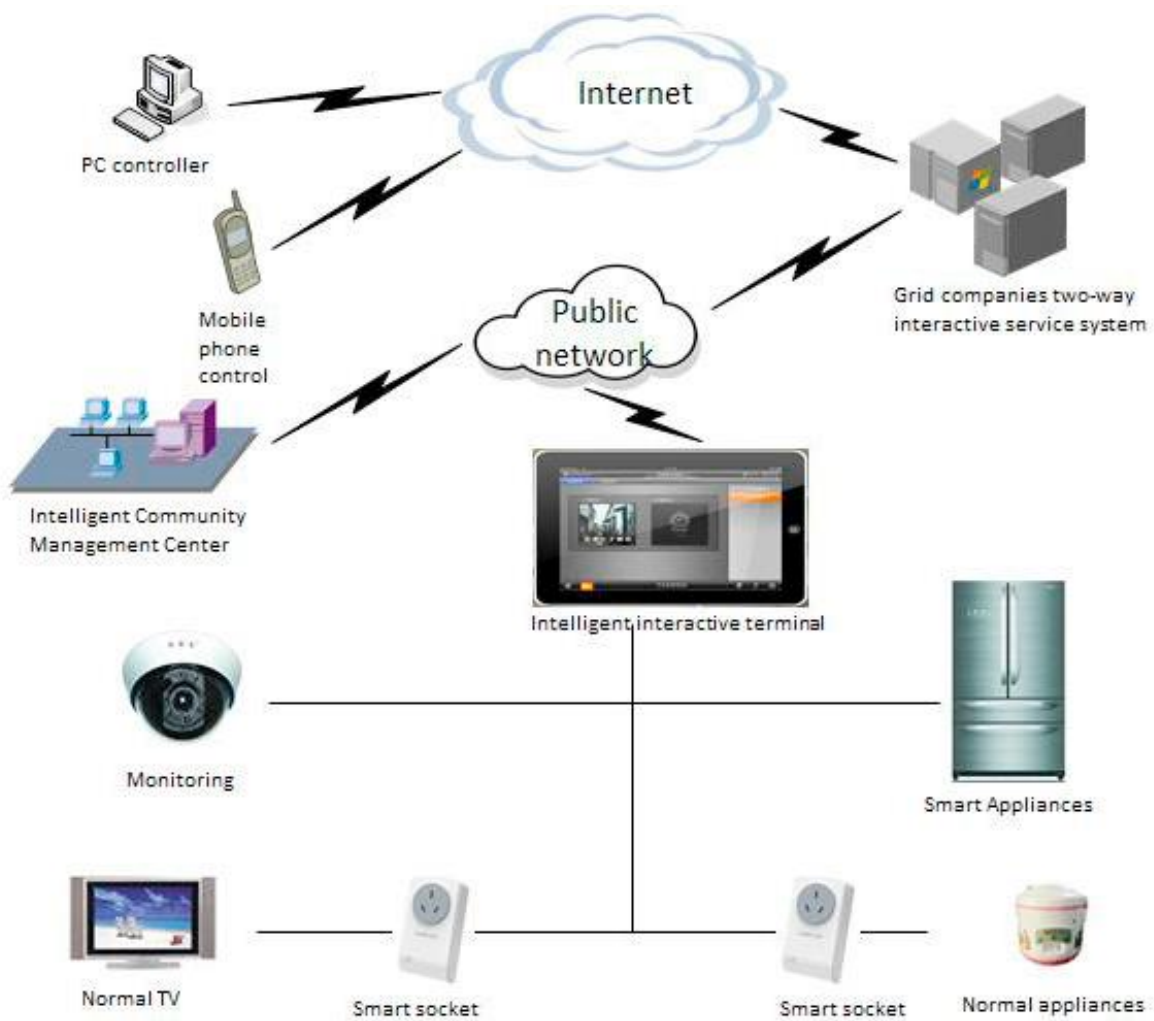 Internet
PC controller
Mobile
phone
control
Public
network
Grid companies two-way
interactive service system
Intelligent Community
Management Center
Intelligent interactive terminal
Monitoring
Smart Appliances
Normal TV
Smart socket
Smart socket
Normal appliances